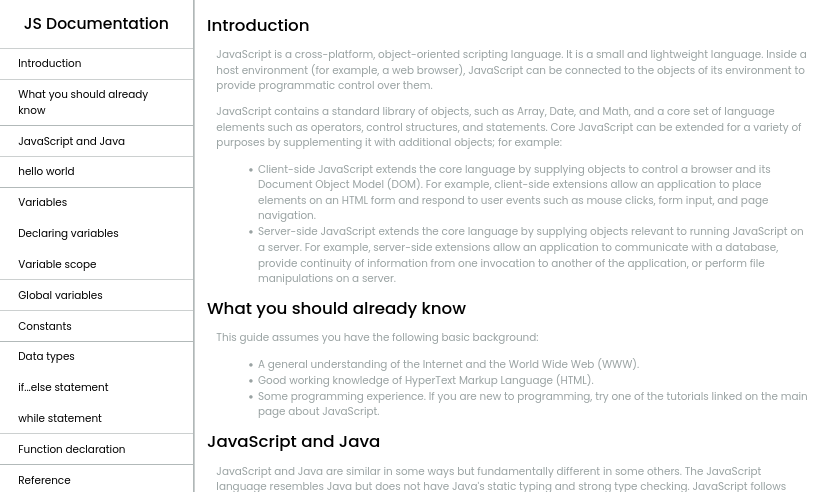 JS Documentation
Introduction
What you should already
know
JavaScript and Java
hello world
Variables
Declaring variables
Variable scope
Global variables
Constants
Data types
if...else statement
while statement
Function declaration
Reference
Introduction
JavaScript is a cross-platform, object-oriented scripting language. It is a small and lightweight language. Inside a
host environment (for example, a web browser), JavaScript can be connected to the objects of its environment to
provide programmatic control over them.
JavaScript contains a standard library of objects, such as Array, Date, and Math, and a core set of language
elements such as operators, control structures, and statements. Core JavaScript can be extended for a variety of
purposes by supplementing it with additional objects; for example:
• Client-side JavaScript extends the core language by supplying objects to control a browser and its
Document Object Model (DOM). For example, client-side extensions allow an application to place
elements on an HTML form and respond to user events such as mouse clicks, form input, and page
navigation.
• Server-side JavaScript extends the core language by supplying objects relevant to running JavaScript on
a server. For example, server-side extensions allow an application to communicate with a database,
provide continuity of information from one invocation to another of the application, or perform file
manipulations on a server.
What you should already know
This guide assumes you have the following basic background:
• A general understanding of the Internet and the World Wide Web (WWW).
• Good working knowledge of HyperText Markup Language (HTML).
• Some programming experience. If you are new to programming, try one of the tutorials linked on the main
page about JavaScript.
JavaScript and Java
JavaScript and Java are similar in some ways but fundamentally different in some others. The JavaScript
language resembles Java but does not have Java's static typing and strong type checking. JavaScript follows